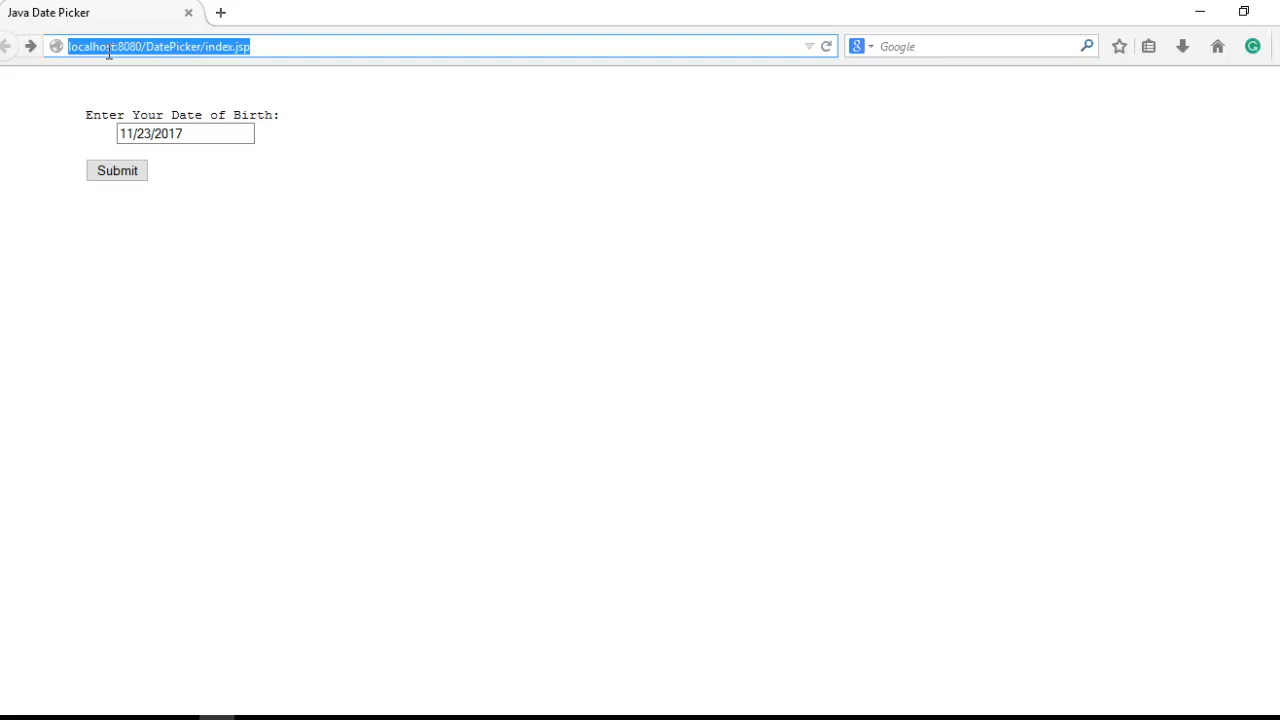 Java Date Picker
localhost:8080/DatePicker/index.jsp
Google
Enter Your Date of Birth:
11/23/2017
Submit